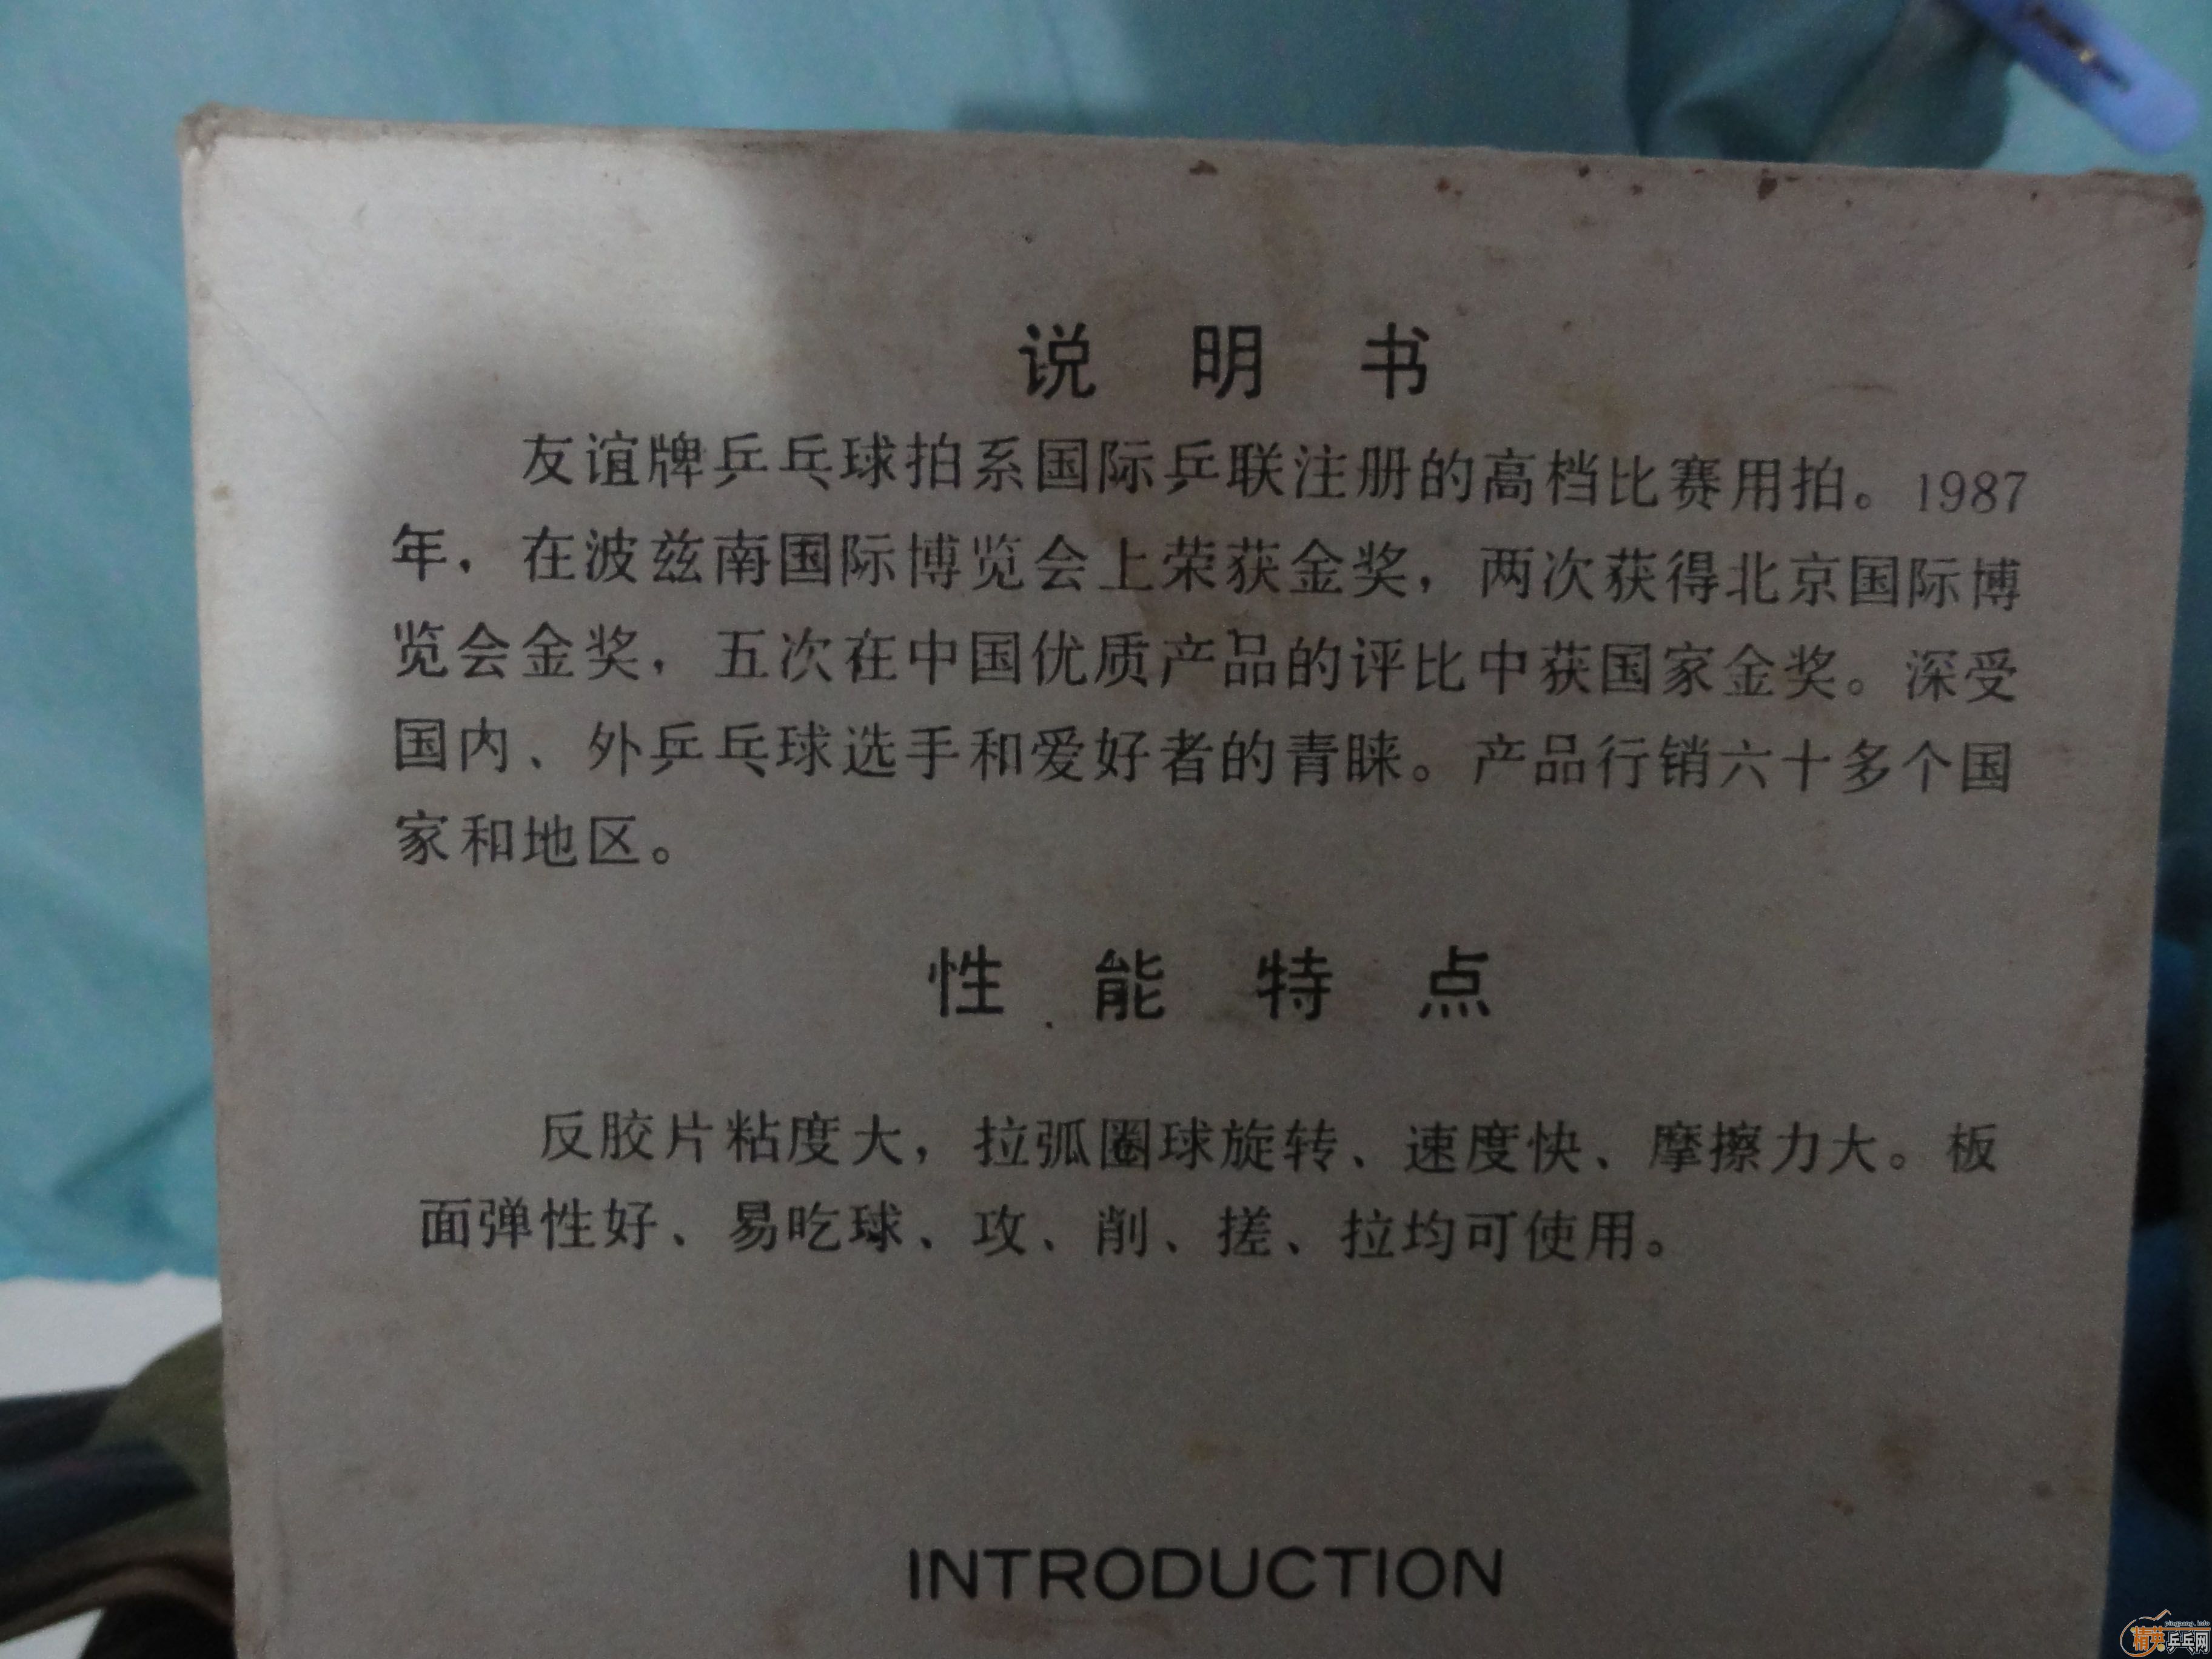 说明书
友谊牌乒乓球拍系国际乒联注册的高档比赛用拍。1987
年，在波兹南国际博览会上荣获金奖，两次获得北京国际博
览会金奖，五次在中国优质产品的评比中获国家金奖。深受
国内、外乒乓球选手和爱好者的青睐。产品行销六十多个国
家和地区。
性能特点
反胶片粘度大，拉弧圈球旋转、速度快、摩擦力大。板
面弹性好、易吃球、攻、削、搓、拉均可使用。
INTRODUCTION
pingpang.info
精英乒乓网